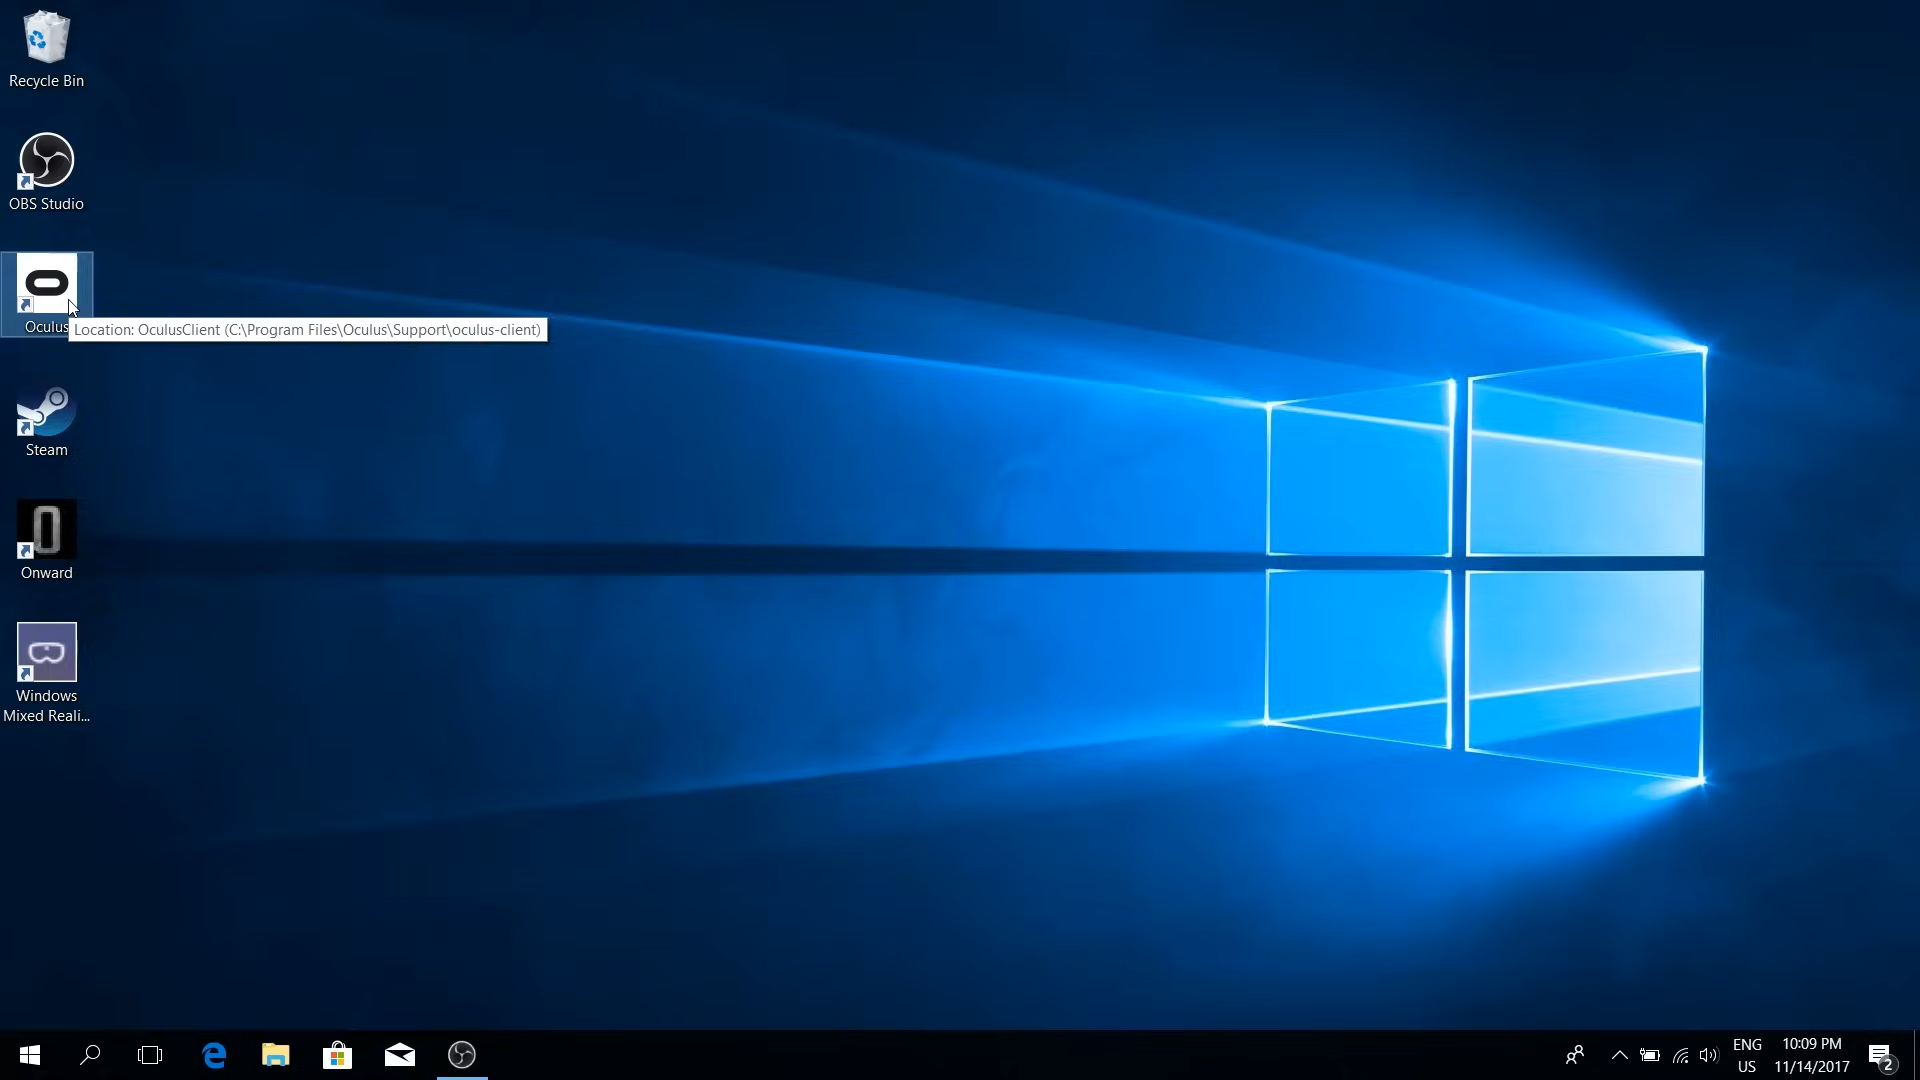 Recycle Bin
OBS Studio
Oculus
Location: OculusClient (C:\Program Files\Oculus\Support\oculus-client)
Steam
Onward
Windows
Mixed Reali...
ENG
US
10:09 PM
11/14/2017
2